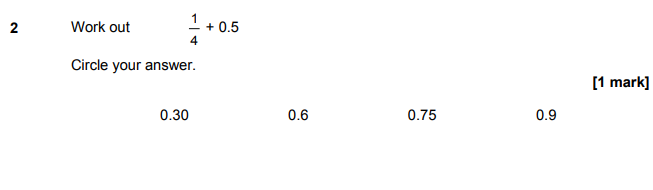 2 Work out 1/4 + 0.5
Circle your answer.
[1 mark]
0.30 0.6 0.75 0.9